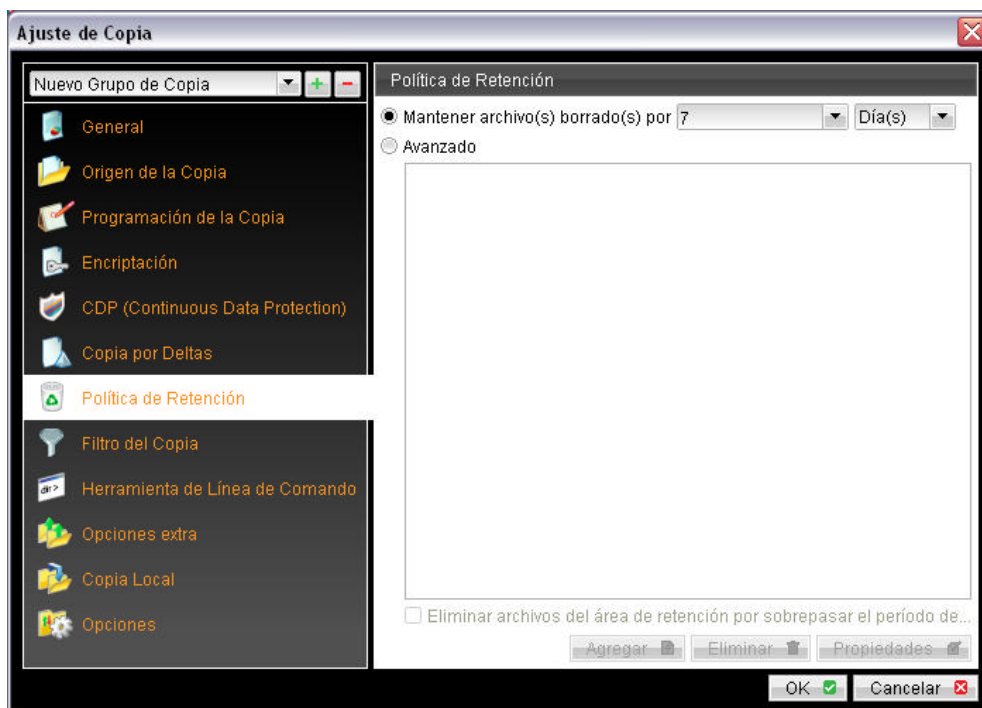 Ajuste de Copia
Nuevo Grupo de Copia
General
Origen de la Copia
Programación de la Copia
Encriptación
CDP (Continuous Data Protection)
Copia por Deltas
Política de Retención
Filtro del Copia
dir>
Herramienta de Línea de Comando
Opciones extra
Copia Local
Opciones
Política de Retención
Mantener archivo(s) borrado(s) por 7 Día(s)
Avanzado
Eliminar archivos del área de retención por sobrepasar el período de...
Agregar Eliminar Propiedades
OK Cancelar